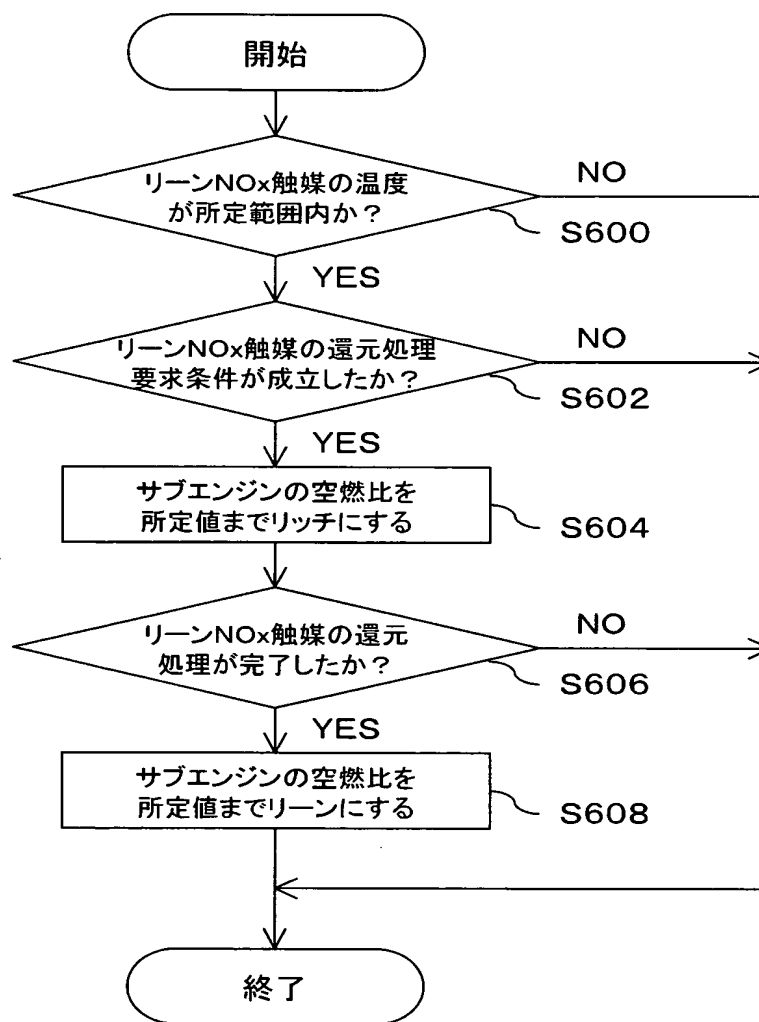 開始
リーンNOx触媒の温度
が所定範囲内か？
NO
S600
YES
リーンNOx触媒の還元処理
要求条件が成立したか？
NO
S602
YES
サブエンジンの空燃比を
所定値までリッチにする
S604
リーンNOx触媒の還元
処理が完了したか？
NO
S606
YES
サブエンジンの空燃比を
所定値までリーンにする
S608
終了